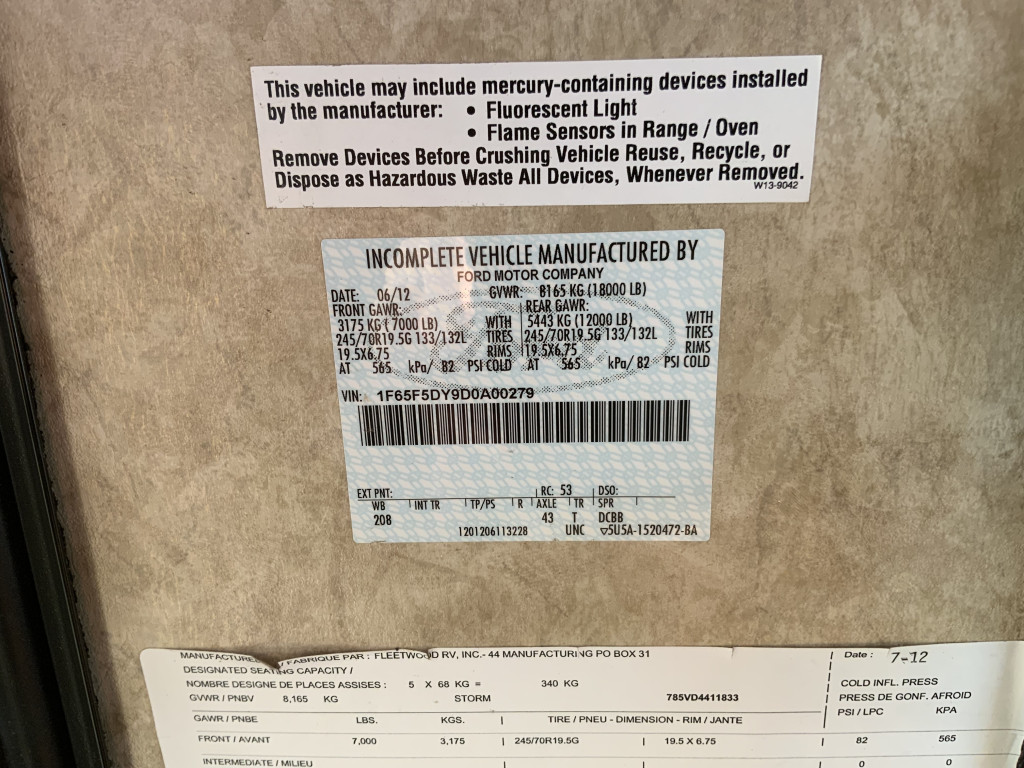 This vehicle may include mercury-containing devices installed
by the manufacturer: • Fluorescent Light
• Flame Sensors in Range / Oven
Remove Devices Before Crushing Vehicle Reuse, Recycle, or
Dispose as Hazardous Waste All Devices, Whenever Removed.
W13-9042
INCOMPLETE VEHICLE MANUFACTURED BY
FORD MOTOR COMPANY
DATE: 06/12 GVWR: 8165 KG (18000 LB)
FRONT GAWR: REAR GAWR:
3175 KG (7000 LB) WITH 5443 KG (12000 LB) WITH
245/70R19.5G 133/132L TIRES 245/70R19.5G 133/132L TIRES
19.5X6.75 RIMS 19.5X6.75 RIMS
AT 565 kPa/ 82 PSI COLD AT 565 kPa/ 82 PSI COLD
VIN: 1F65F5DY9D0A00279
EXT PNT: RC: 53 DSO:
WB INT TR TP/PS R AXLE TR SPR
208 43 T DCBB
1201206113228 UNC ▽5U5A-1520472-BA
MANUFACTURE / FABRIQUE PAR : FLEETWOOD RV, INC.- 44 MANUFACTURING PO BOX 31 Date : 7-12
DESIGNATED SEATING CAPACITY /
NOMBRE DESIGNE DE PLACES ASSISES : 5 X 68 KG = 340 KG COLD INFL. PRESS
GVWR / PNBV 8,165 KG STORM 785VD4411833 PRESS DE GONF. AFROID
GAWR / PNBE LBS. KGS. TIRE / PNEU - DIMENSION - RIM / JANTE PSI / LPC KPA
FRONT / AVANT 7,000 3,175 245/70R19.5G 19.5 X 6.75 82 565
INTERMEDIATE / MILIEU 0 0